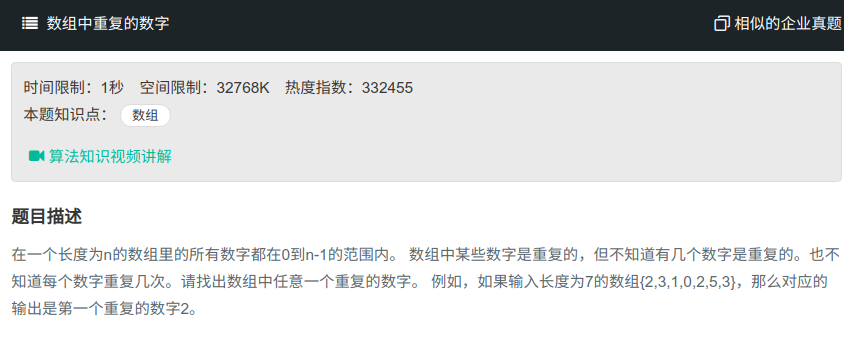 数组中重复的数字 相似的企业真题
时间限制：1秒 空间限制：32768K 热度指数：332455
本题知识点： 数组
算法知识视频讲解
题目描述
在一个长度为n的数组里的所有数字都在0到n-1的范围内。 数组中某些数字是重复的，但不知道有几个数字是重复的。也不
知道每个数字重复几次。请找出数组中任意一个重复的数字。 例如，如果输入长度为7的数组{2,3,1,0,2,5,3}，那么对应的
输出是第一个重复的数字2。